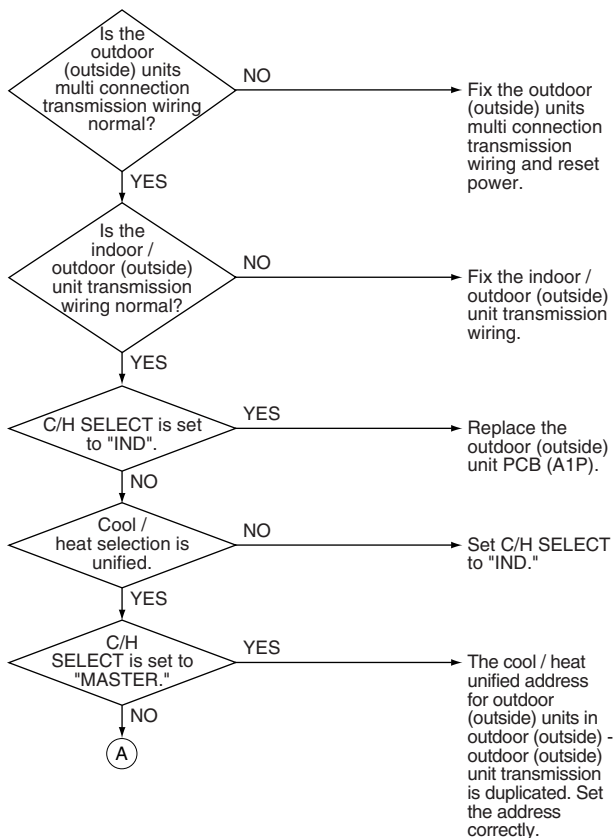 Is the
outdoor
(outside) units
multi connection
transmission wiring
normal?
NO
Fix the outdoor
(outside) units
multi connection
transmission
wiring and reset
power.
YES
Is the
indoor /
outdoor (outside)
unit transmission
wiring normal?
NO
Fix the indoor /
outdoor (outside)
unit transmission
wiring.
YES
C/H SELECT is set
to "IND".
YES
Replace the
outdoor (outside)
unit PCB (A1P).
NO
Cool /
heat selection is
unified.
NO
Set C/H SELECT
to "IND."
YES
C/H
SELECT is set to
"MASTER."
YES
The cool / heat
unified address
for outdoor
(outside) units in
outdoor (outside) -
outdoor (outside)
unit transmission
is duplicated. Set
the address
correctly.
NO
A